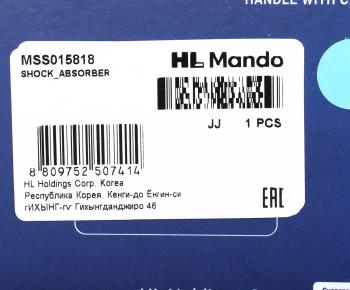 HANDLE WITH C
MSS015818
SHOCK_ABSORBER
HL Mando
JJ 1 PCS
8 809752 507414
HL Holdings Corp. Korea
Республика Корея. Кенги-до Ёнгин-си
гИХЫНГ-гу Гихынгданджиро 46
EAC